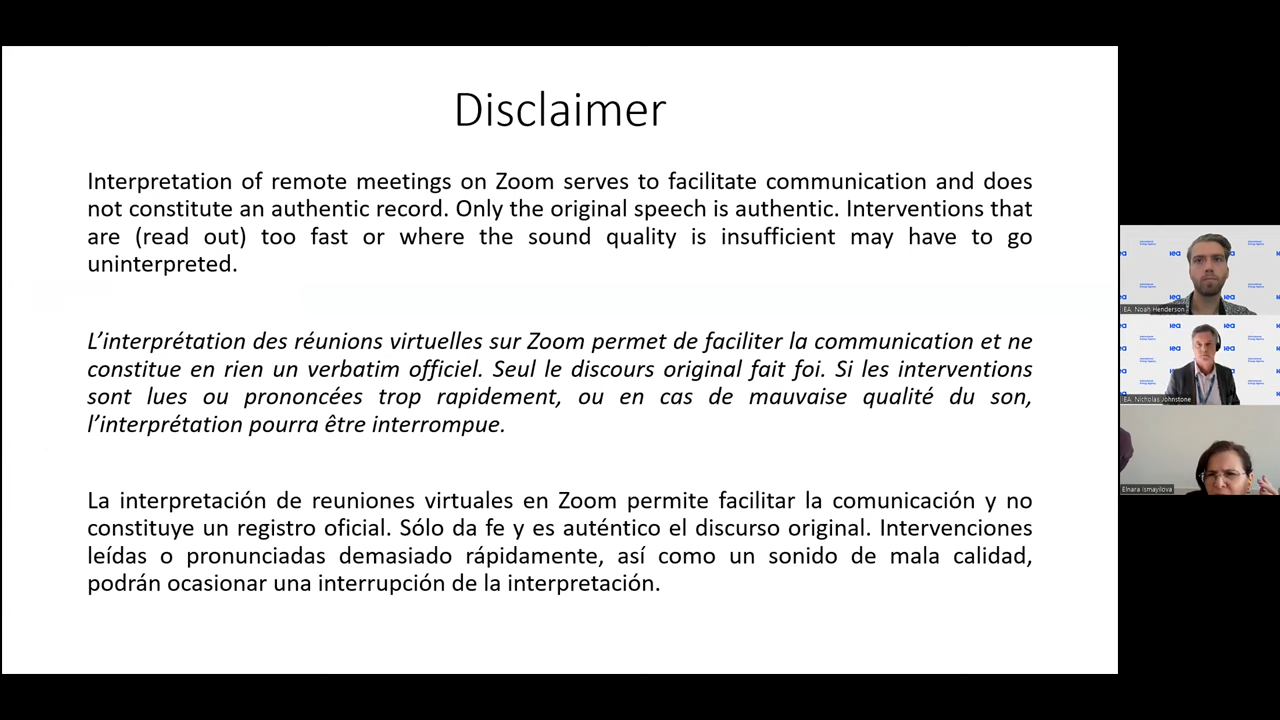 Disclaimer
Interpretation of remote meetings on Zoom serves to facilitate communication and does
not constitute an authentic record. Only the original speech is authentic. Interventions that
are (read out) too fast or where the sound quality is insufficient may have to go
uninterpreted.
L’interprétation des réunions virtuelles sur Zoom permet de faciliter la communication et ne
constitue en rien un verbatim officiel. Seul le discours original fait foi. Si les interventions
sont lues ou prononcées trop rapidement, ou en cas de mauvaise qualité du son,
l’interprétation pourra être interrompue.
La interpretación de reuniones virtuales en Zoom permite facilitar la comunicación y no
constituye un registro oficial. Sólo da fe y es auténtico el discurso original. Intervenciones
leídas o pronunciadas demasiado rápidamente, así como un sonido de mala calidad,
podrán ocasionar una interrupción de la interpretación.
IEA. Noah Henderson
IEA. Nicholas Johnstone
Elnara Ismayilova
iea
iea
iea
iea